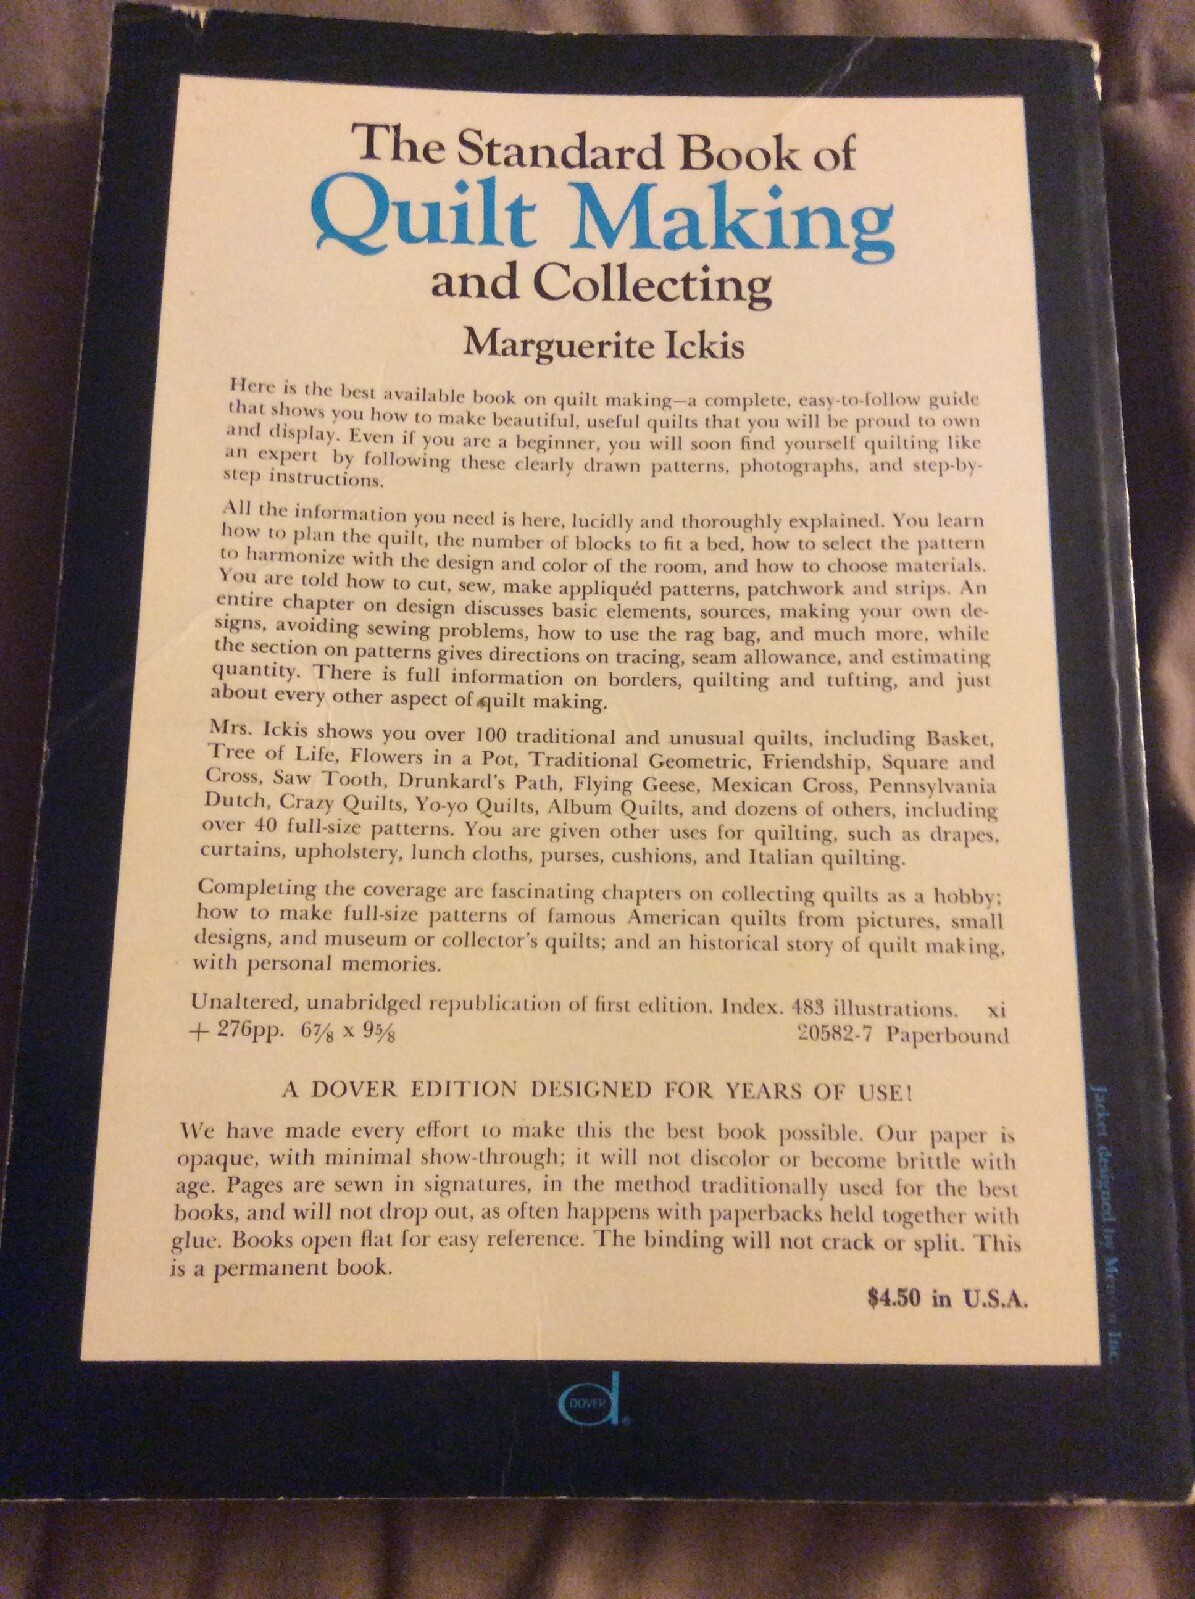 The Standard Book of
Quilt Making
and Collecting
Marguerite Ickis
Here is the best available book on quilt making—a complete, easy-to-follow guide
that shows you how to make beautiful, useful quilts that you will be proud to own
and display. Even if you are a beginner, you will soon find yourself quilting like
an expert by following these clearly drawn patterns, photographs, and step-by-
step instructions.
All the information you need is here, lucidly and thoroughly explained. You learn
how to plan the quilt, the number of blocks to fit a bed, how to select the pattern
to harmonize with the design and color of the room, and how to choose materials.
You are told how to cut, sew, make appliquéd patterns, patchwork and strips. An
entire chapter on design discusses basic elements, sources, making your own de-
signs, avoiding sewing problems, how to use the rag bag, and much more, while
the section on patterns gives directions on tracing, seam allowance, and estimating
quantity. There is full information on borders, quilting and tufting, and just
about every other aspect of quilt making.
Mrs. Ickis shows you over 100 traditional and unusual quilts, including Basket,
Tree of Life, Flowers in a Pot, Traditional Geometric, Friendship, Square and
Cross, Saw Tooth, Drunkard's Path, Flying Geese, Mexican Cross, Pennsylvania
Dutch, Crazy Quilts, Yo-yo Quilts, Album Quilts, and dozens of others, including
over 40 full-size patterns. You are given other uses for quilting, such as drapes,
curtains, upholstery, lunch cloths, purses, cushions, and Italian quilting.
Completing the coverage are fascinating chapters on collecting quilts as a hobby;
how to make full-size patterns of famous American quilts from pictures, small
designs, and museum or collector's quilts; and an historical story of quilt making,
with personal memories.
Unaltered, unabridged republication of first edition. Index. 483 illustrations. xi
+ 276pp. 6⅞ x 9⅝ 20582-7 Paperbound
A DOVER EDITION DESIGNED FOR YEARS OF USE!
We have made every effort to make this the best book possible. Our paper is
opaque, with minimal show-through; it will not discolor or become brittle with
age. Pages are sewn in signatures, in the method traditionally used for the best
books, and will not drop out, as often happens with paperbacks held together with
glue. Books open flat for easy reference. The binding will not crack or split. This
is a permanent book.
$4.50 in U.S.A.
DOVER
Jacket designed by Inc.